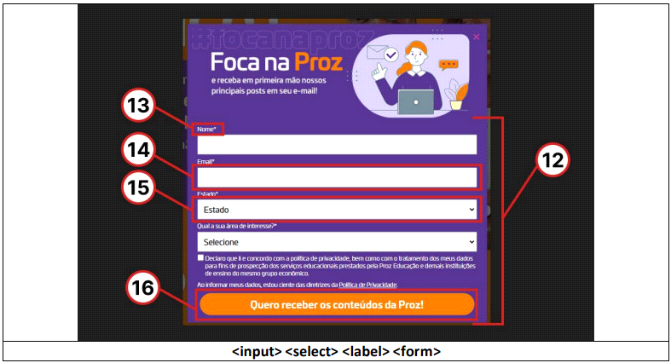 #focanaproz
×
Foca na Proz
e receba em primeira mão nossos
principais posts em seu e-mail!
13
Nome*
14
Email*
12
15
Estado*
Estado
Qual a sua área de interesse?*
Selecione
Declaro que li e concordo com a política de privacidade, bem como com o tratamento dos meus dados
para fins de prospecção dos serviços educacionais prestados pela Proz Educação e demais instituições
de ensino do mesmo grupo econômico.
Ao informar meus dados, estou ciente das diretrizes da Política de Privacidade.
16
Quero receber os conteúdos da Proz!
<input> <select> <label> <form>